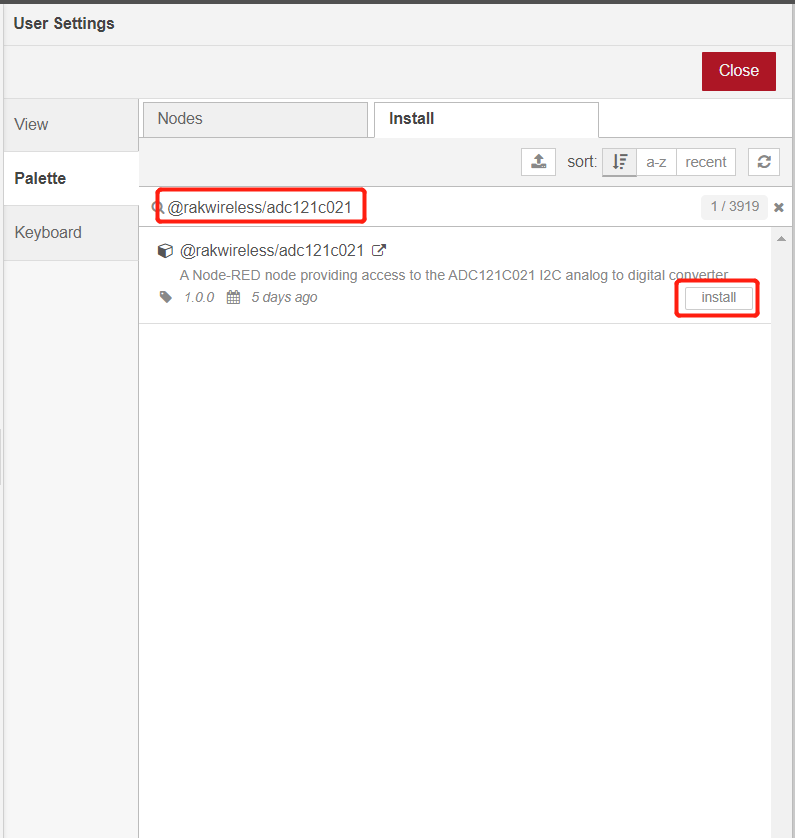 User Settings
Close
View
Palette
Keyboard
Nodes
Install
sort:
a-z
recent
@rakwireless/adc121c021
1 / 3919
@rakwireless/adc121c021
A Node-RED node providing access to the ADC121C021 I2C analog to digital converter
1.0.0
5 days ago
install